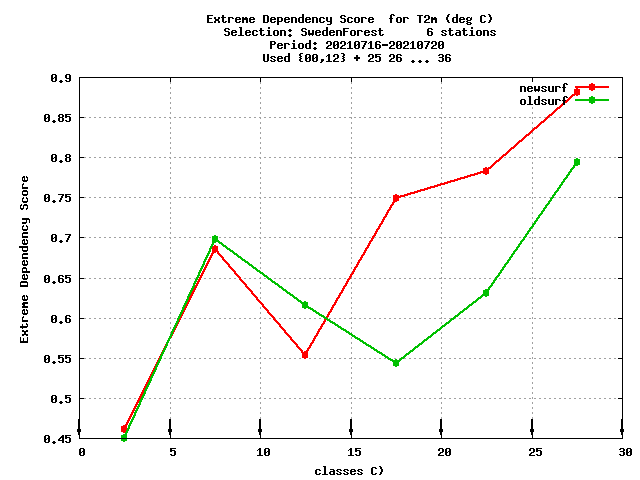 Extreme Dependency Score  for T2m (deg C)
Selection: SwedenForest      6 stations
Period: 20210716-20210720
Used {00,12} + 25 26 ... 36
newsurf
oldsurf
0.9
0.85
0.8
0.75
0.7
0.65
0.6
0.55
0.5
0.45
Extreme Dependency Score
0 5 10 15 20 25 30
classes C)